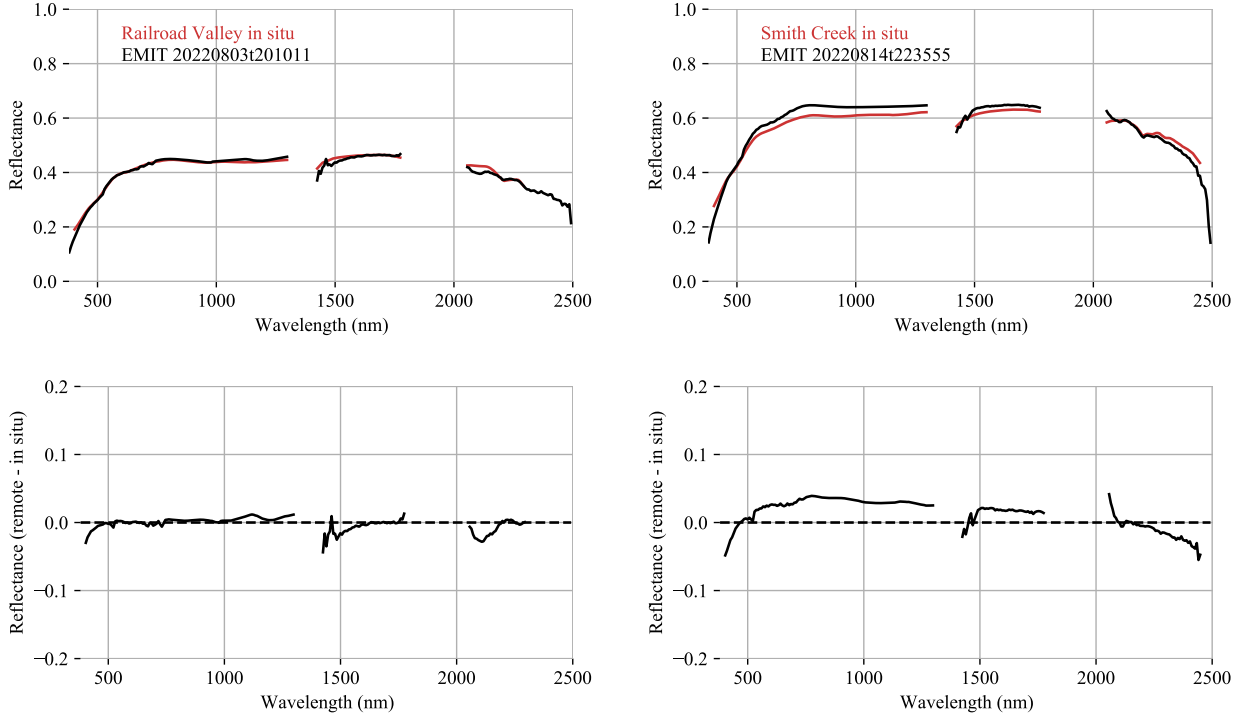 Railroad Valley in situ
EMIT 20220803t201011
Reflectance
1.0
0.8
0.6
0.4
0.2
0.0
500 1000 1500 2000 2500
Wavelength (nm)
Smith Creek in situ
EMIT 20220814t223555
Reflectance
1.0
0.8
0.6
0.4
0.2
0.0
500 1000 1500 2000 2500
Wavelength (nm)
Reflectance (remote - in situ)
0.2
0.1
0.0
−0.1
−0.2
500 1000 1500 2000 2500
Wavelength (nm)
Reflectance (remote - in situ)
0.2
0.1
0.0
−0.1
−0.2
500 1000 1500 2000 2500
Wavelength (nm)